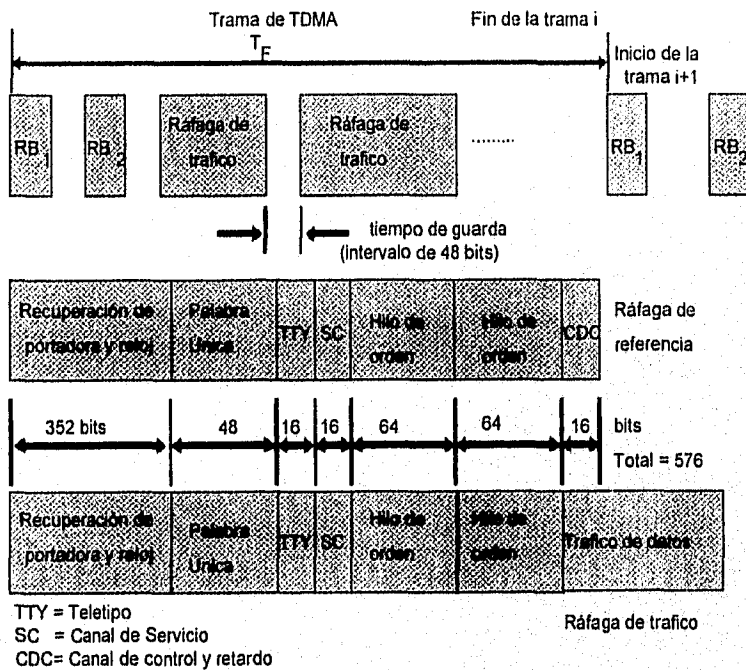 Trama de TDMA
Fin de la trama i
T F
Inicio de la
trama i+1
RB 1
RB 2
Ráfaga de
trafico
Ráfaga de
trafico
..........
RB 1
RB 2
tiempo de guarda
(intervalo de 48 bits)
Recuperación de
portadora y reloj
Palabra
Unica
TTY
SC
Hilo de
orden
Hilo de
orden
CDC
Ráfaga de
referencia
352 bits
48
16
16
64
64
16
bits
Total = 576
Recuperación de
portadora y reloj
Palabra
Unica
TTY
SC
Hilo de
orden
Hilo de
orden
Trafico de datos
TTY = Teletipo
SC = Canal de Servicio
CDC= Canal de control y retardo
Ráfaga de trafico